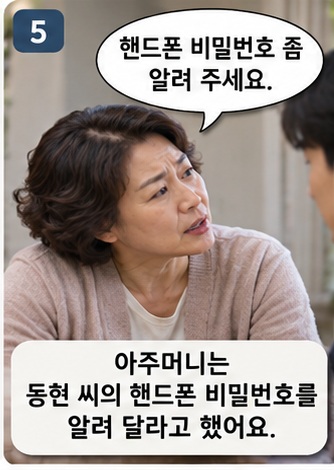 5
핸드폰 비밀번호 좀
알려 주세요.
아주머니는
동현 씨의 핸드폰 비밀번호를
알려 달라고 했어요.